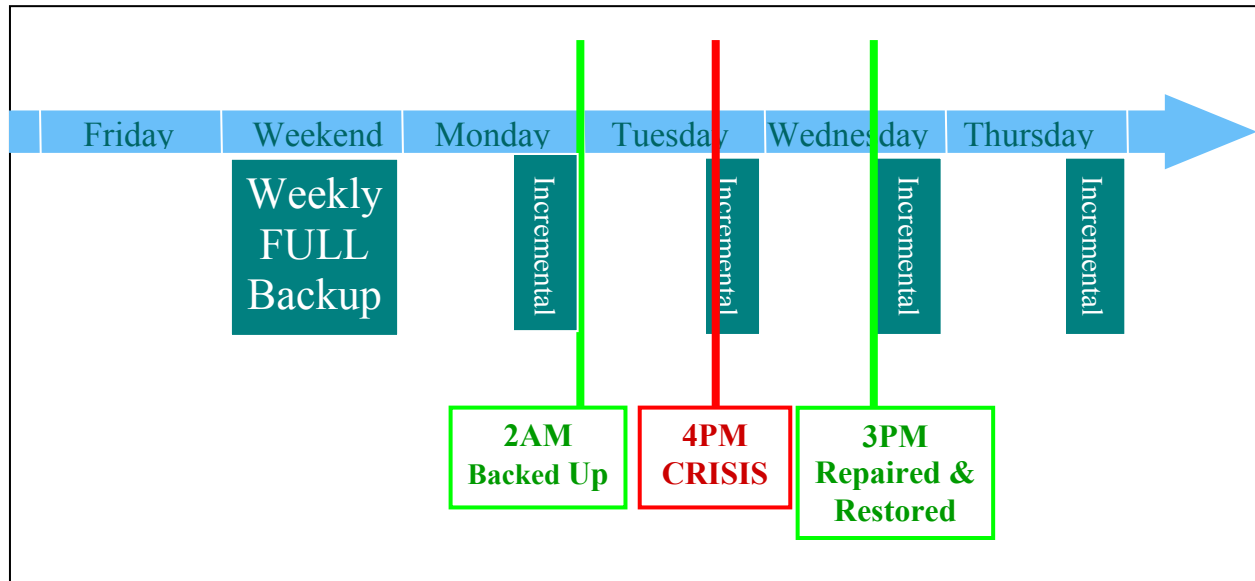 Friday
Weekend
Monday
Tuesday
Wednesday
Thursday
Weekly
FULL
Backup
Incremental
Incremental
Incremental
Incremental
2AM
Backed Up
4PM
CRISIS
3PM
Repaired &
Restored